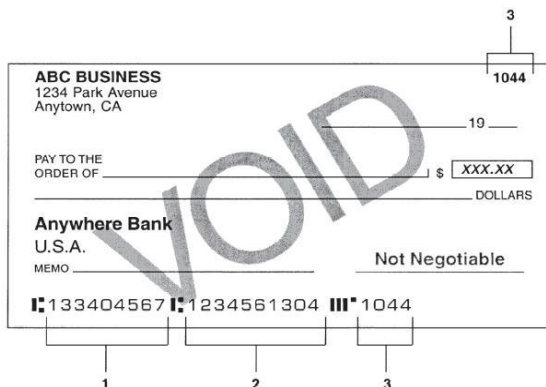 3
ABC BUSINESS
1234 Park Avenue
Anytown, CA
1044
19
PAY TO THE
ORDER OF
$ XXX.XX
DOLLARS
VOID
Anywhere Bank
U.S.A.
MEMO
Not Negotiable
⑆133404567⑆1234561304⑈1044
1 2 3